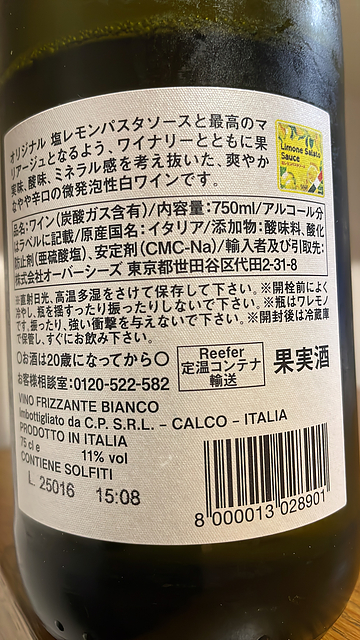 オリジナル 塩レモンパスタソースと最高のマ
リアージュとなるよう、ワイナリーとともに果
実味、酸味、ミネラル感を考え抜いた、爽やか
なやや辛口の微発泡性白ワインです。
Limone Salato
Sauce
塩レモンパスタソース
品名:ワイン(炭酸ガス含有)/内容量:750ml/アルコール分
はラベルに記載/原産国名:イタリア/添加物:酸味料、酸化
防止剤(亜硫酸塩)、安定剤(CMC-Na)/輸入者及び引取先:
株式会社オーバーシーズ 東京都世田谷区代田2-31-8
※直射日光、高温多湿をさけて保存して下さい。※開栓前によく
冷やし、瓶を揺すったり振ったりしないで下さい。※瓶はワレモノ
です。振ったり、強い衝撃を与えないで下さい。※開封後は冷蔵庫
で保管し、すぐにお飲み下さい。
〇お酒は20歳になってから〇
お客様相談室:0120-522-582
Reefer
定温コンテナ
輸送
果実酒
VINO FRIZZANTE BIANCO
Imbottigliato da C.P. S.R.L. - CALCO - ITALIA
PRODOTTO IN ITALIA
75 cl e 11% vol
CONTIENE SOLFITI
L. 25016 15:08
8 000013 028901